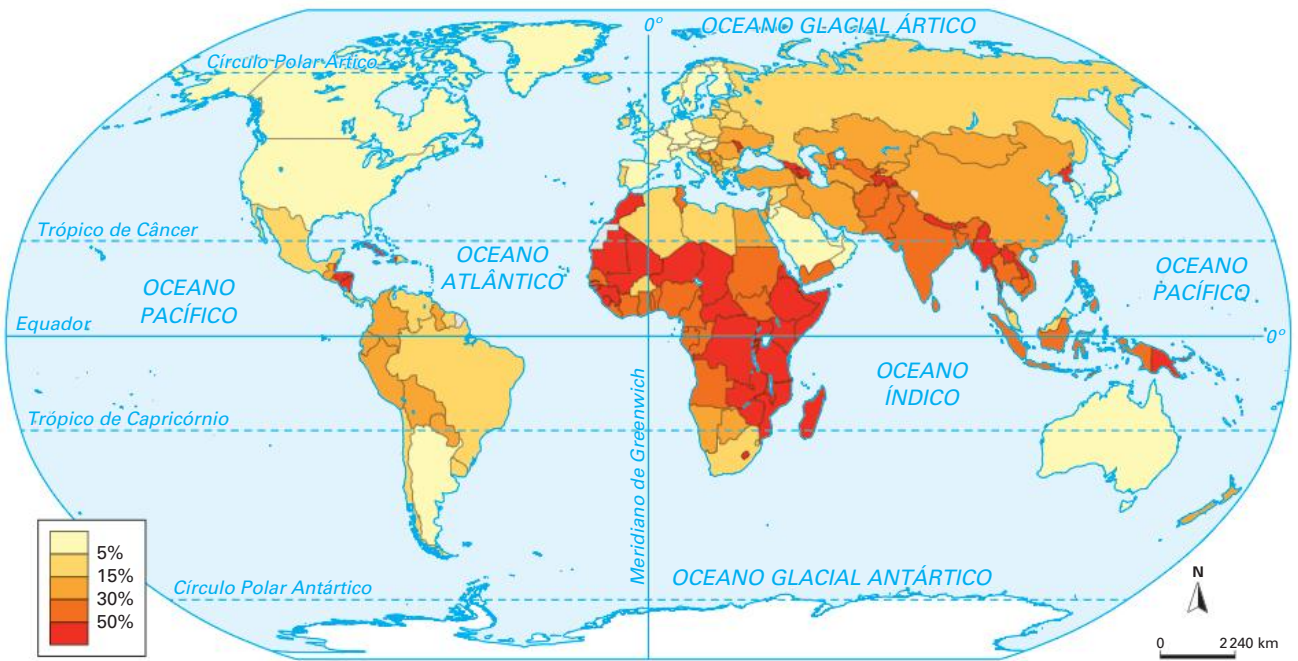 0º
OCEANO GLACIAL ÁRTICO
Círculo Polar Ártico
Trópico de Câncer
OCEANO
ATLÂNTICO
OCEANO
PACÍFICO
OCEANO
PACÍFICO
Equador
0º
OCEANO
ÍNDICO
Trópico de Capricórnio
Meridiano de Greenwich
5%
15%
30%
50%
Círculo Polar Antártico
OCEANO GLACIAL ANTÁRTICO
N
0 2 240 km